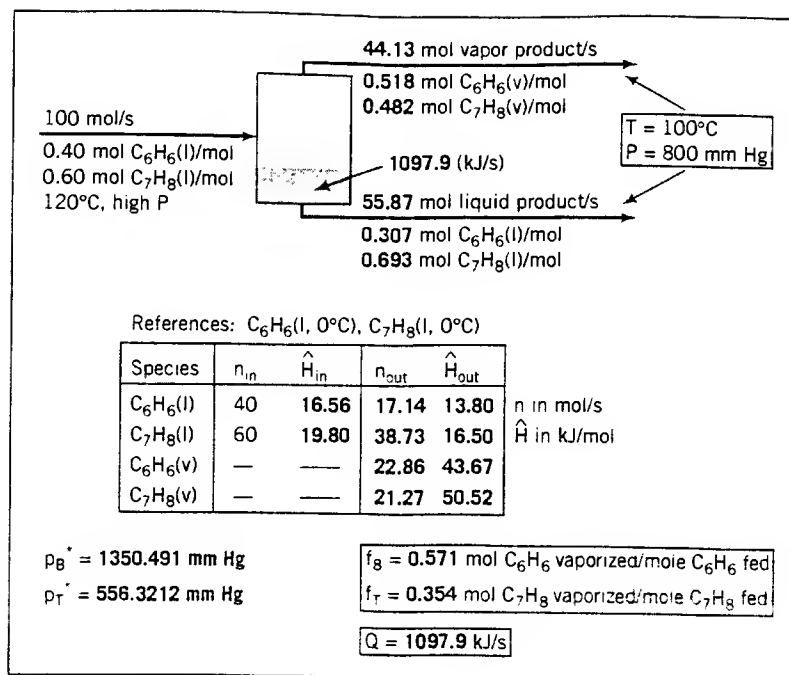 44.13 mol vapor product/s
0.518 mol C₆H₆(v)/mol
0.482 mol C₇H₈(v)/mol
100 mol/s
0.40 mol C₆H₆(l)/mol
0.60 mol C₇H₈(l)/mol
120°C, high P
1097.9 (kJ/s)
T = 100°C
P = 800 mm Hg
55.87 mol liquid product/s
0.307 mol C₆H₆(l)/mol
0.693 mol C₇H₈(l)/mol
References: C₆H₆(l, 0°C), C₇H₈(l, 0°C)
Species n_in Ĥ_in n_out Ĥ_out
C₆H₆(l) 40 16.56 17.14 13.80 n in mol/s
C₇H₈(l) 60 19.80 38.73 16.50 Ĥ in kJ/mol
C₆H₆(v) — — 22.86 43.67
C₇H₈(v) — — 21.27 50.52
p_B* = 1350.491 mm Hg
p_T* = 556.3212 mm Hg
f_B = 0.571 mol C₆H₆ vaporized/mole C₆H₆ fed
f_T = 0.354 mol C₇H₈ vaporized/mole C₇H₈ fed
Q = 1097.9 kJ/s